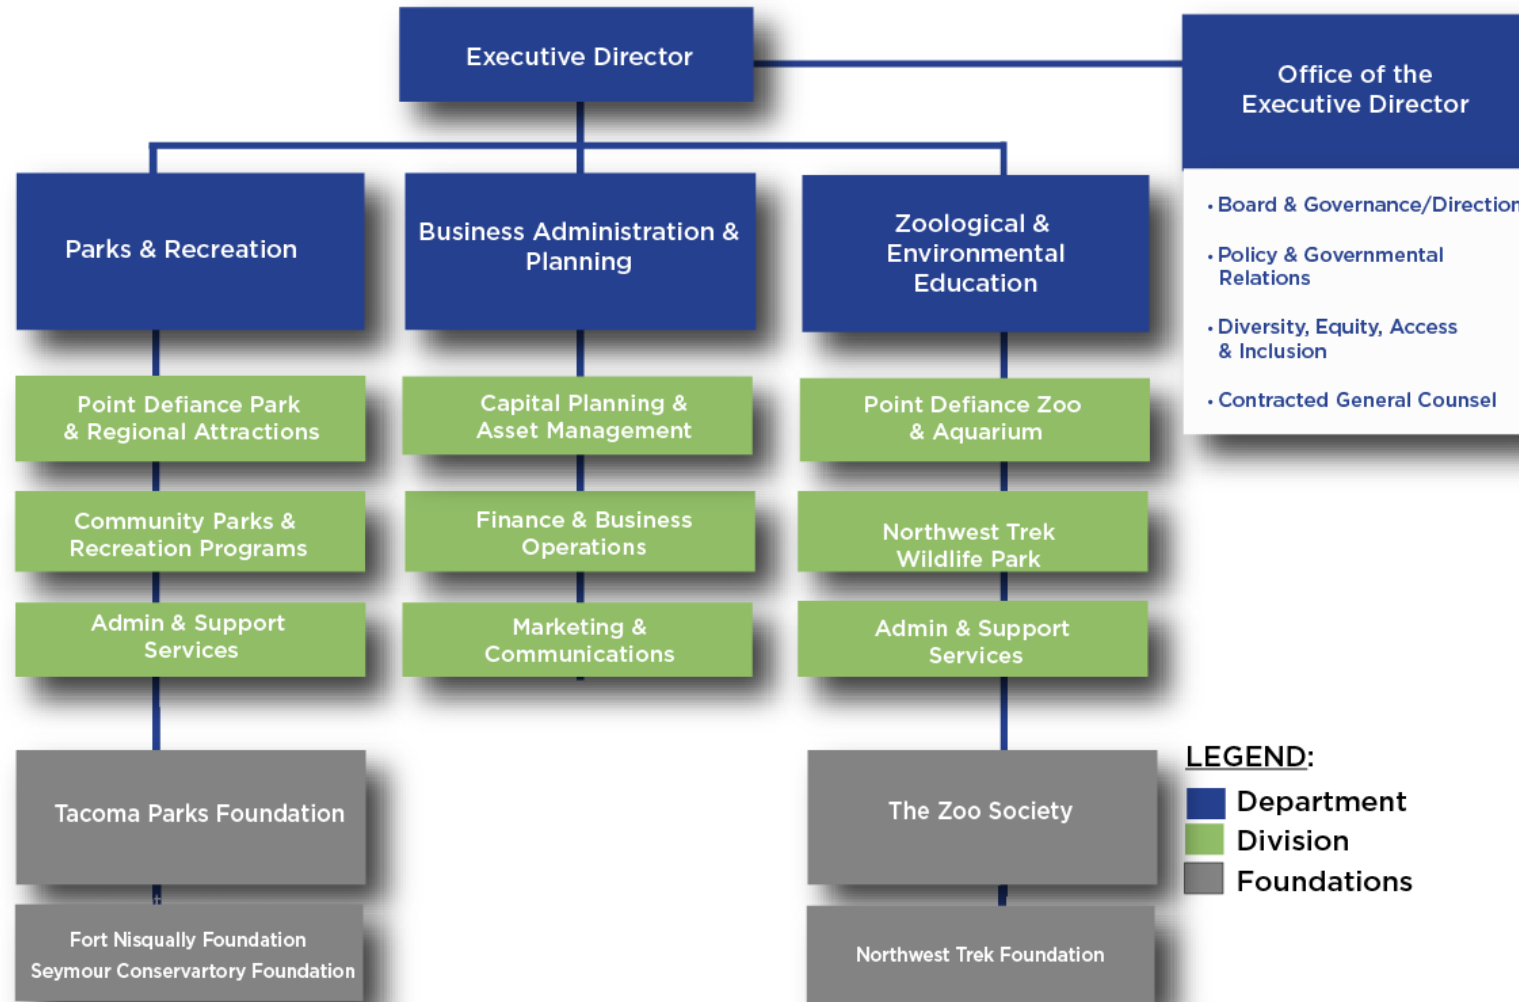 Executive Director
Office of the
Executive Director
• Board & Governance/Direction
• Policy & Governmental
Relations
• Diversity, Equity, Access
& Inclusion
• Contracted General Counsel
Parks & Recreation
Business Administration &
Planning
Zoological &
Environmental
Education
Point Defiance Park
& Regional Attractions
Community Parks &
Recreation Programs
Admin & Support
Services
Capital Planning &
Asset Management
Finance & Business
Operations
Marketing &
Communications
Point Defiance Zoo
& Aquarium
Northwest Trek
Wildlife Park
Admin & Support
Services
Tacoma Parks Foundation
Fort Nisqually Foundation
Seymour Conservartory Foundation
The Zoo Society
Northwest Trek Foundation
LEGEND:
Department
Division
Foundations